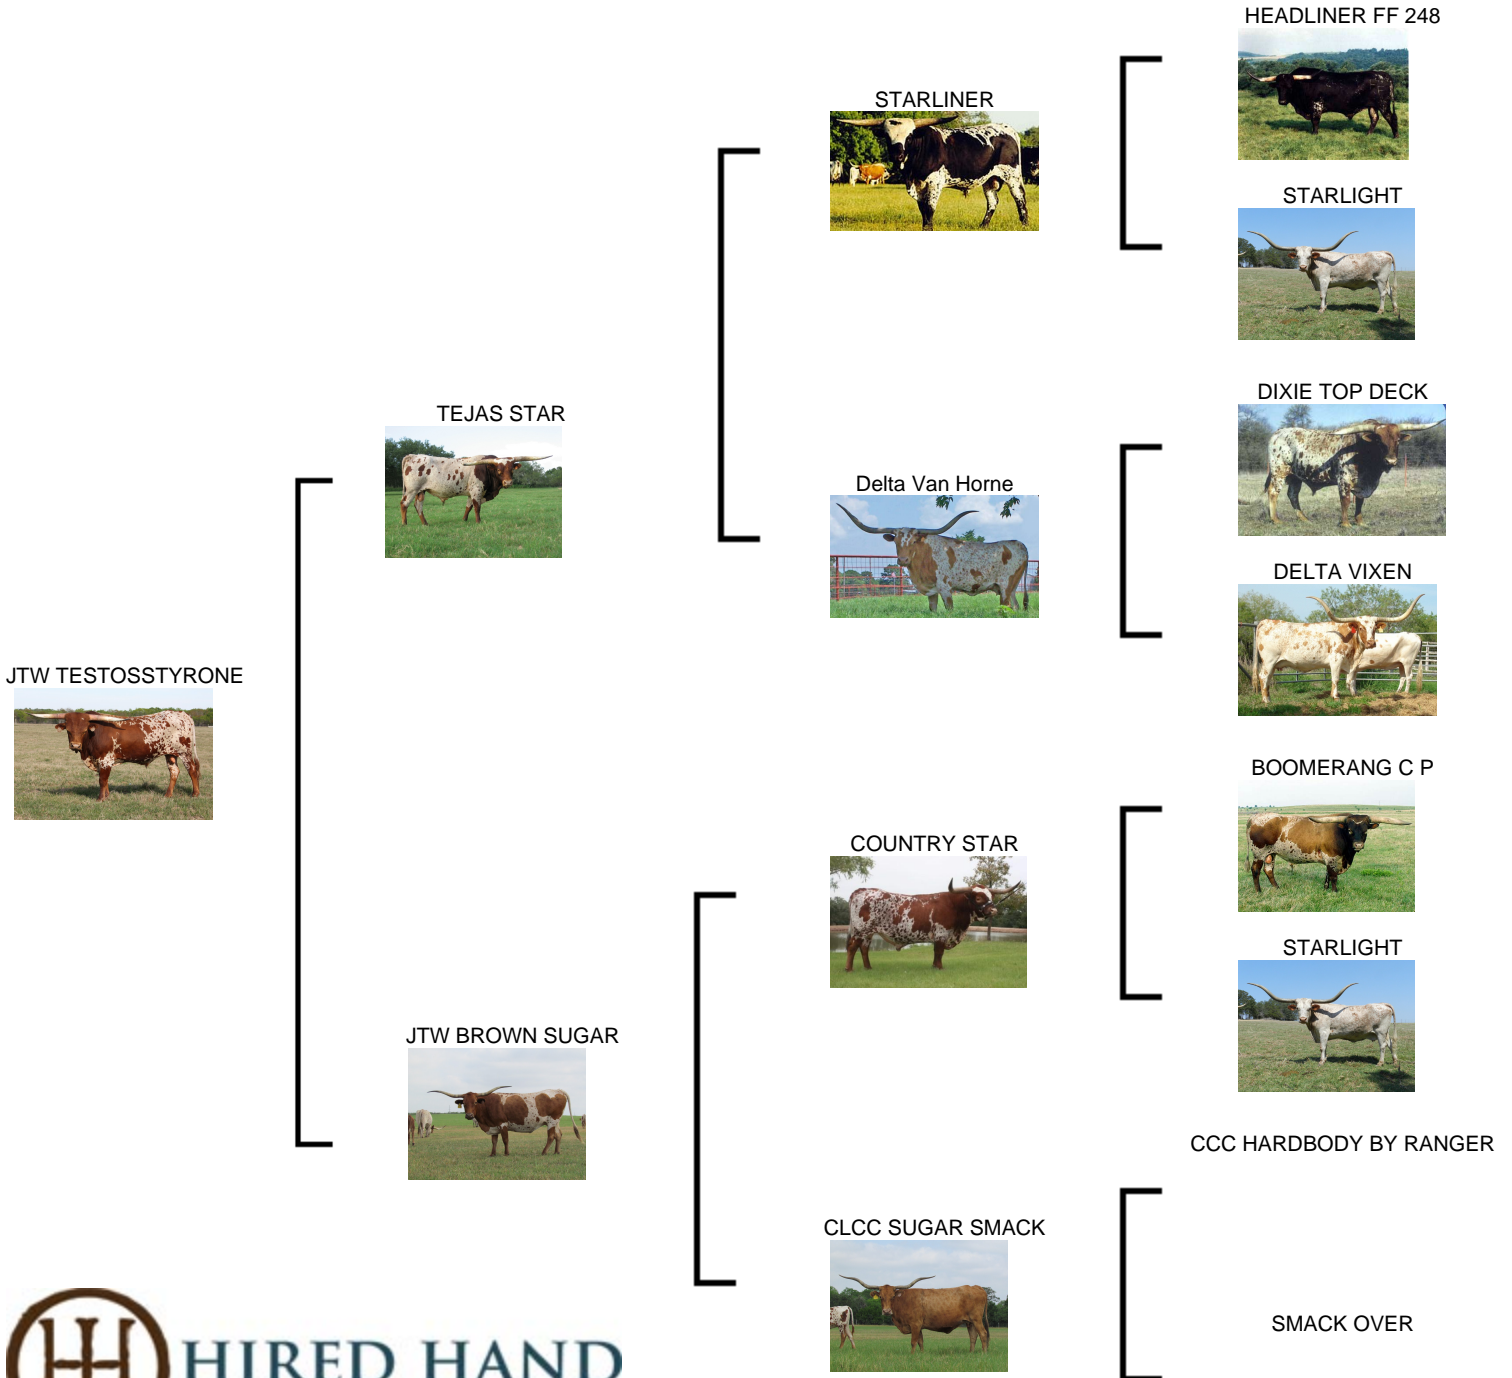 HEADLINER FF 248
STARLINER
STARLIGHT
DIXIE TOP DECK
TEJAS STAR
Delta Van Horne
DELTA VIXEN
JTW TESTOSSTYRONE
BOOMERANG C P
COUNTRY STAR
STARLIGHT
JTW BROWN SUGAR
CCC HARDBODY BY RANGER
CLCC SUGAR SMACK
SMACK OVER
HH HIRED HAND